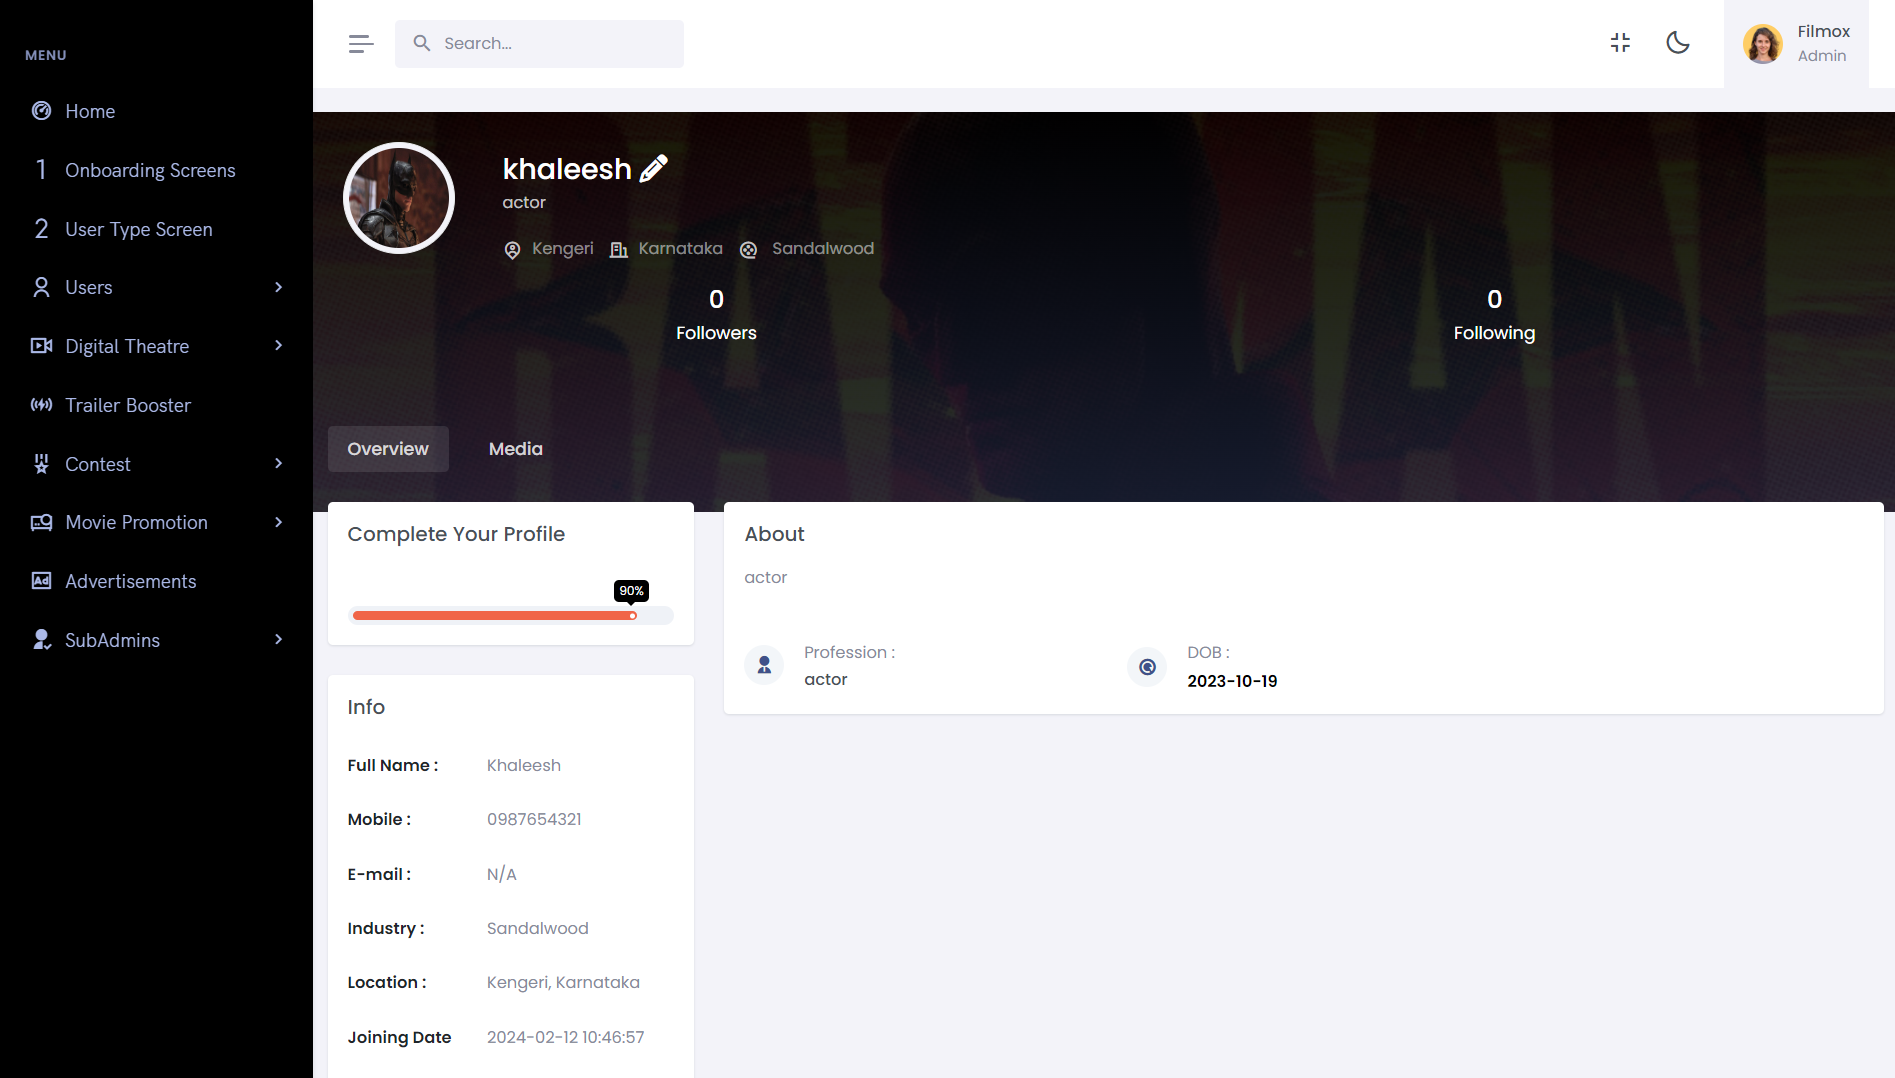 MENU
Home
1 Onboarding Screens
2 User Type Screen
Users
Digital Theatre
Trailer Booster
Contest
Movie Promotion
Ad Advertisements
SubAdmins
Search...
Filmox
Admin
khaleesh
actor
Kengeri Karnataka Sandalwood
0
Followers
0
Following
Overview Media
Complete Your Profile
90%
Info
Full Name : Khaleesh
Mobile : 0987654321
E-mail : N/A
Industry : Sandalwood
Location : Kengeri, Karnataka
Joining Date 2024-02-12 10:46:57
About
actor
Profession :
actor
DOB :
2023-10-19